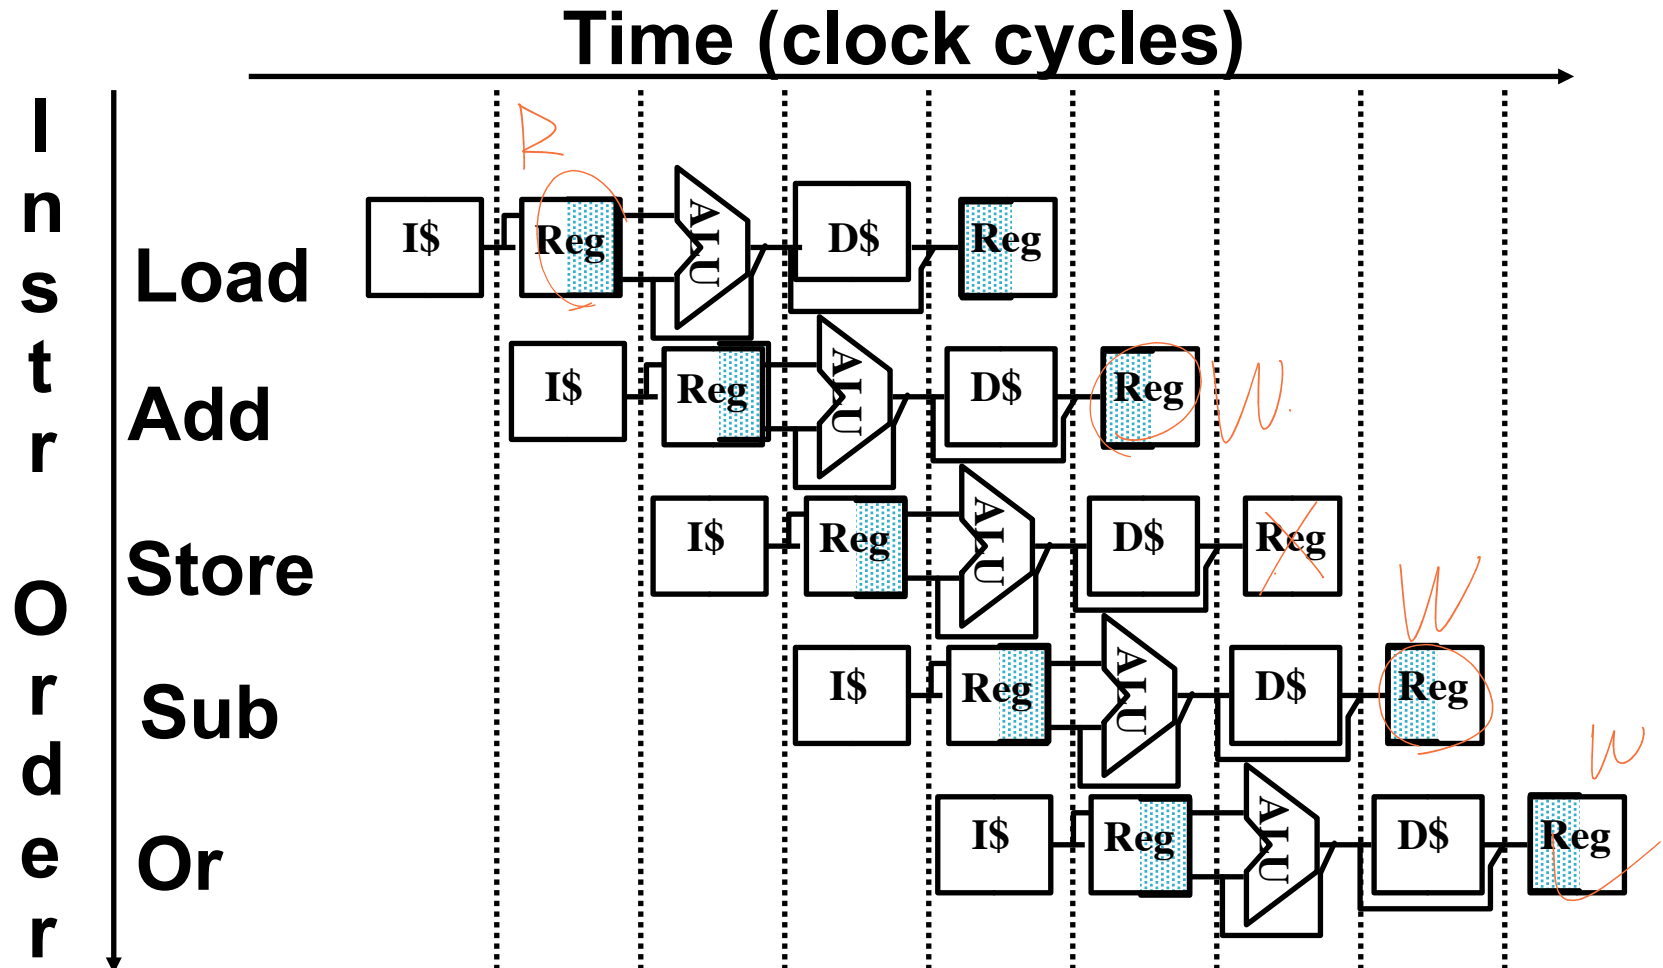 Time (clock cycles)
Instr Order
R
Load I$ Reg ALU D$ Reg
Add I$ Reg ALU D$ Reg W
Store I$ Reg ALU D$ Reg
W
Sub I$ Reg ALU D$ Reg
W
Or I$ Reg ALU D$ Reg